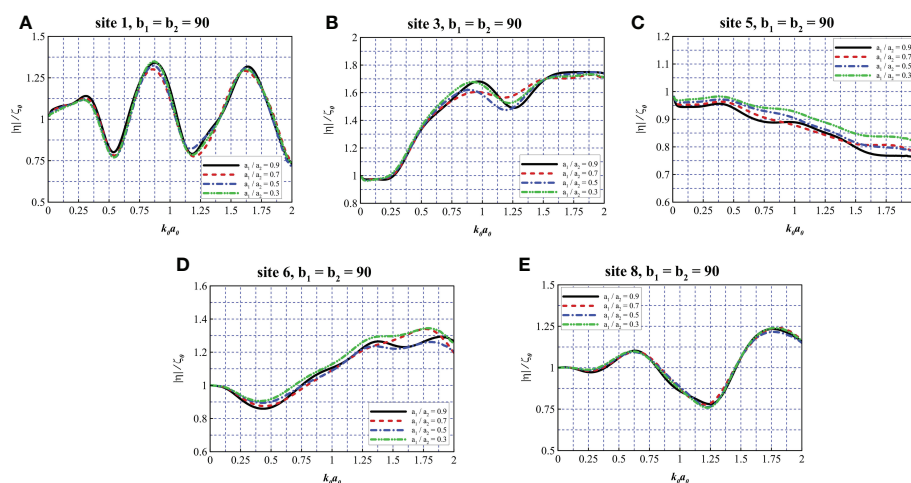 A
site 1, b₁ = b₂ = 90
1.5
1.25
1
0.75
0.5
|η| / ζ₀
0 0.25 0.5 0.75 1 1.25 1.5 1.75 2
k₀a₀
a₁ / a₂ = 0.9
a₁ / a₂ = 0.7
a₁ / a₂ = 0.5
a₁ / a₂ = 0.3
B
site 3, b₁ = b₂ = 90
2
1.8
1.6
1.4
1.2
1
0.8
|η| / ζ₀
0 0.25 0.5 0.75 1 1.25 1.5 1.75 2
k₀a₀
a₁ / a₂ = 0.9
a₁ / a₂ = 0.7
a₁ / a₂ = 0.5
a₁ / a₂ = 0.3
C
site 5, b₁ = b₂ = 90
1.2
1.1
1
0.9
0.8
0.7
0.6
|η| / ζ₀
0 0.25 0.5 0.75 1 1.25 1.5 1.75 2
k₀a₀
a₁ / a₂ = 0.9
a₁ / a₂ = 0.7
a₁ / a₂ = 0.5
a₁ / a₂ = 0.3
D
site 6, b₁ = b₂ = 90
1.6
1.4
1.2
1
0.8
0.6
|η| / ζ₀
0 0.25 0.5 0.75 1 1.25 1.5 1.75 2
k₀a₀
a₁ / a₂ = 0.9
a₁ / a₂ = 0.7
a₁ / a₂ = 0.5
a₁ / a₂ = 0.3
E
site 8, b₁ = b₂ = 90
1.5
1.25
1
0.75
0.5
|η| / ζ₀
0 0.25 0.5 0.75 1 1.25 1.5 1.75 2
k₀a₀
a₁ / a₂ = 0.9
a₁ / a₂ = 0.7
a₁ / a₂ = 0.5
a₁ / a₂ = 0.3